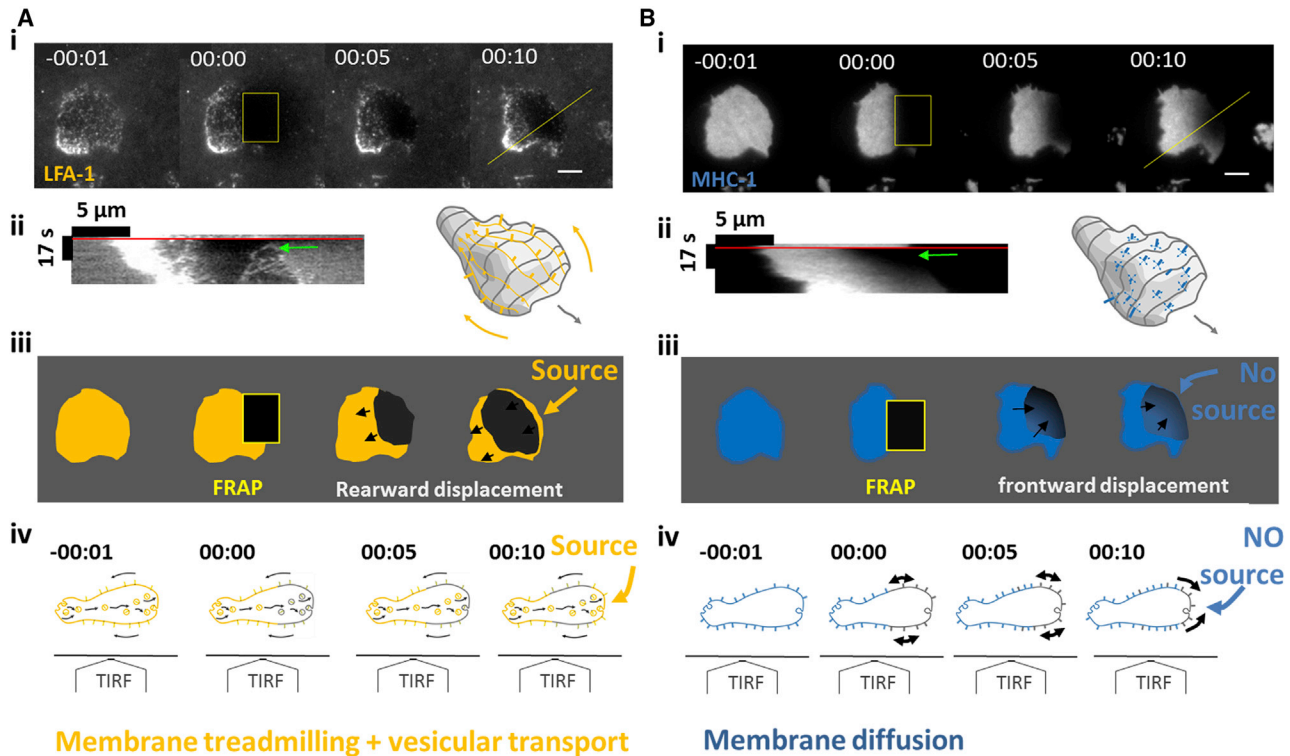 A
i
-00:01 00:00 00:05 00:10
LFA-1
ii
5 µm
17 s
iii
Source
FRAP
Rearward displacement
iv
-00:01 00:00 00:05 00:10 Source
TIRF TIRF TIRF TIRF
Membrane treadmilling + vesicular transport
B
i
-00:01 00:00 00:05 00:10
MHC-1
ii
5 µm
17 s
iii
No
source
FRAP
frontward displacement
iv
-00:01 00:00 00:05 00:10 NO
source
TIRF TIRF TIRF TIRF
Membrane diffusion